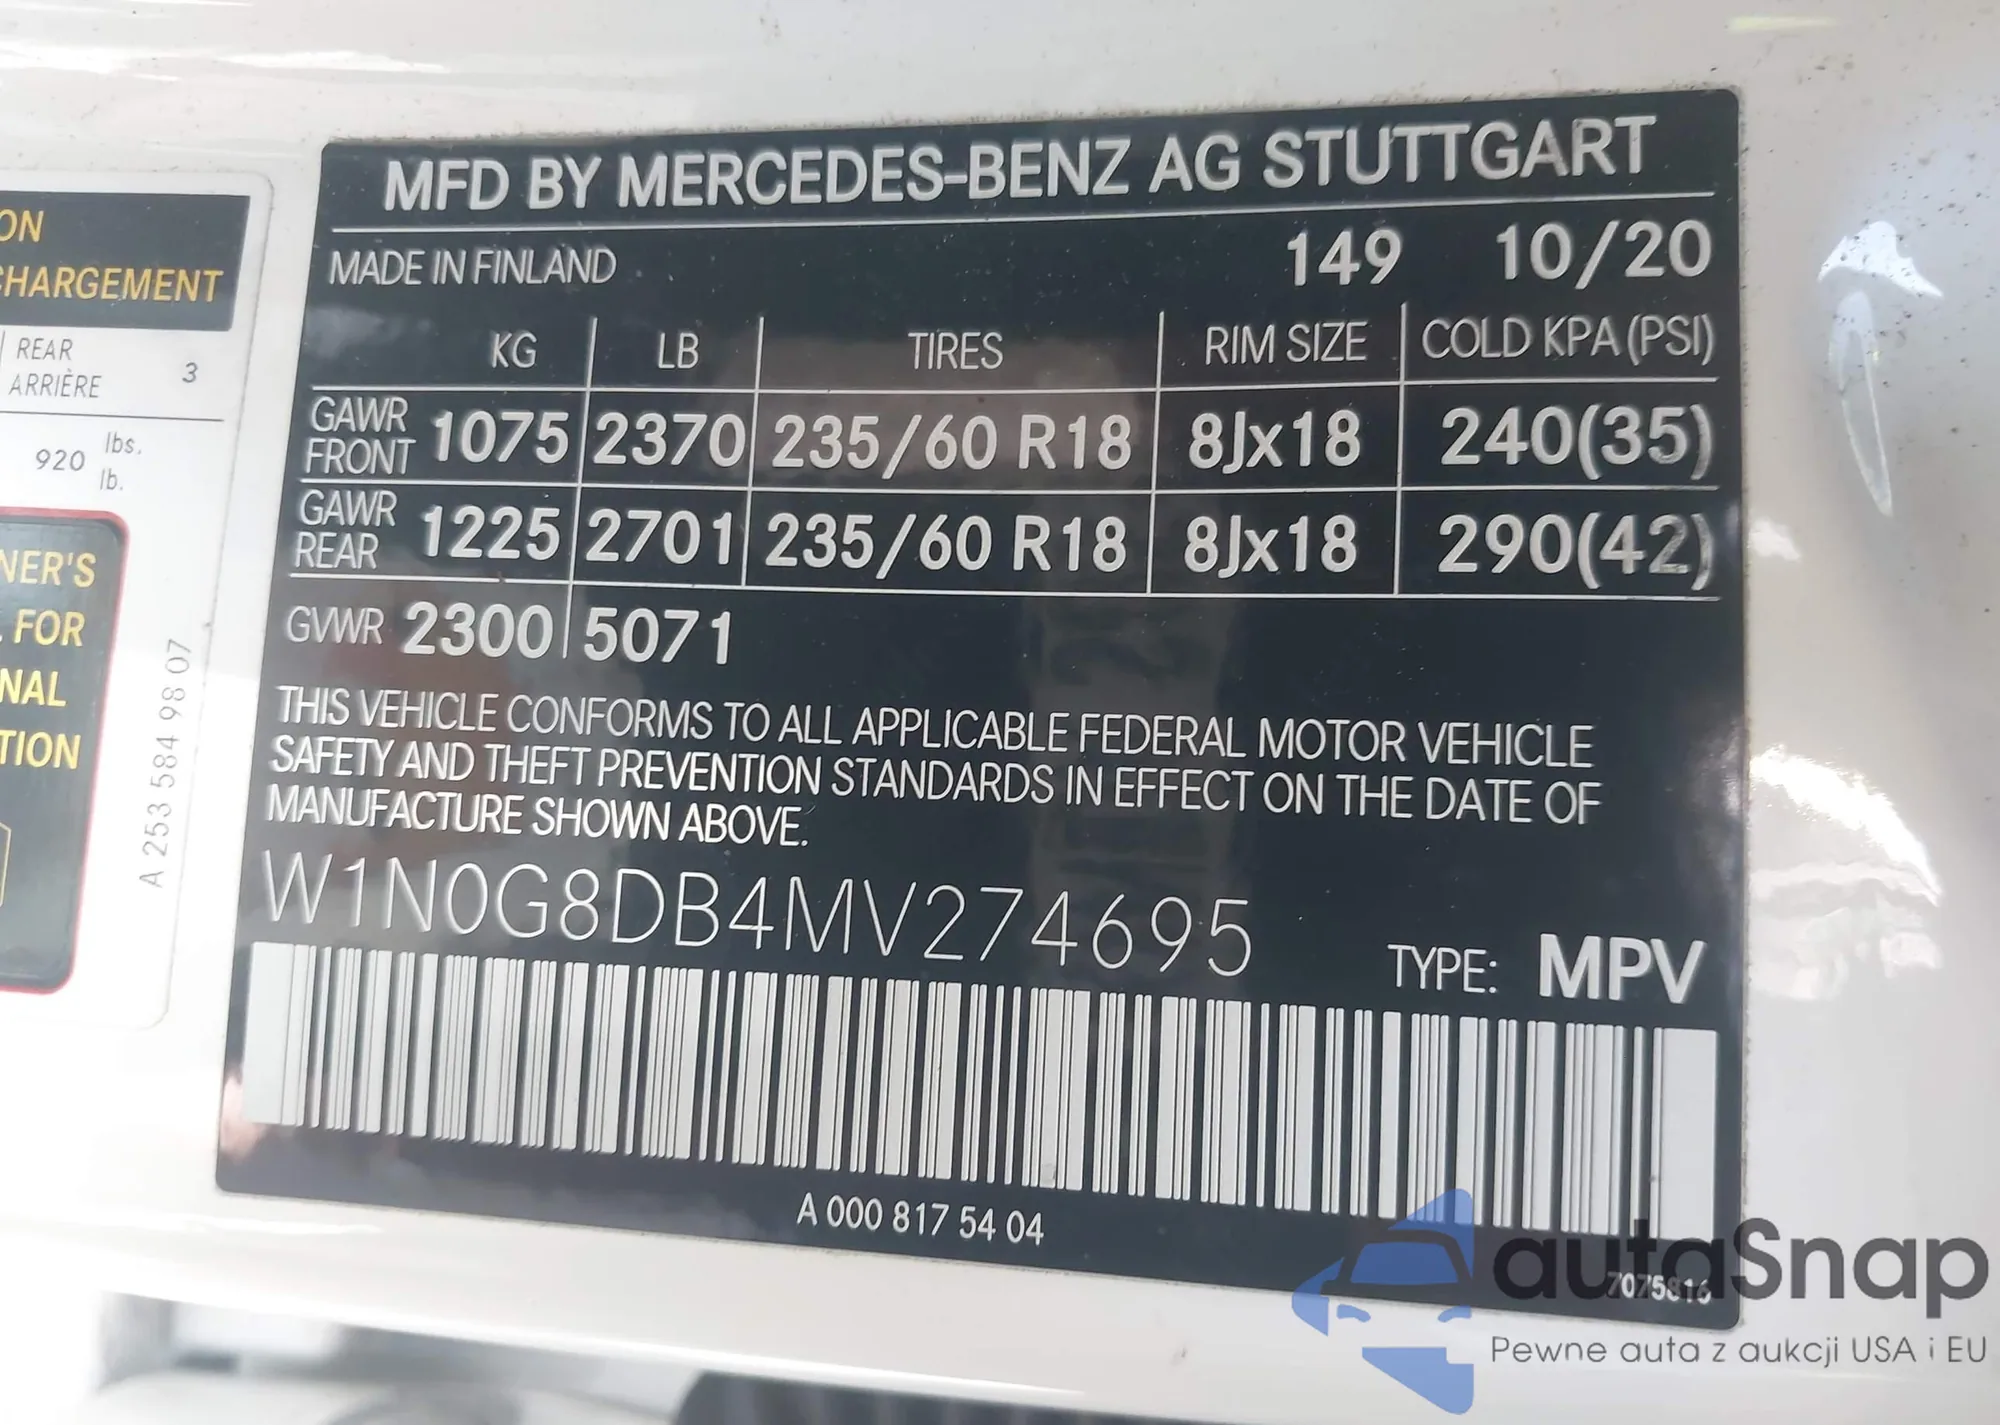 ON
CHARGEMENT
REAR
ARRIÈRE
3
920 lbs.
lb.
NER'S
FOR
NAL
TION
A 253 584 98 07
MFD BY MERCEDES-BENZ AG STUTTGART
MADE IN FINLAND 149 10/20
KG LB TIRES RIM SIZE COLD KPA (PSI)
GAWR FRONT 1075 2370 235/60 R18 8Jx18 240(35)
GAWR REAR 1225 2701 235/60 R18 8Jx18 290(42)
GVWR 2300 5071
THIS VEHICLE CONFORMS TO ALL APPLICABLE FEDERAL MOTOR VEHICLE
SAFETY AND THEFT PREVENTION STANDARDS IN EFFECT ON THE DATE OF
MANUFACTURE SHOWN ABOVE.
W1N0G8DB4MV274695
TYPE: MPV
A 000 817 54 04
7075816
autaSnap
Pewne auta z aukcji USA i EU